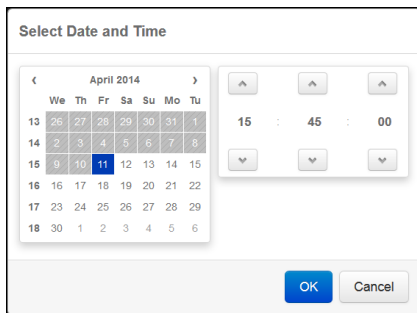 Select Date and Time
‹ April 2014 ›
We Th Fr Sa Su Mo Tu
13 26 27 28 29 30 31 1
14 2 3 4 5 6 7 8
15 9 10 11 12 13 14 15
16 16 17 18 19 20 21 22
17 23 24 25 26 27 28 29
18 30 1 2 3 4 5 6
15 : 45 : 00
OK Cancel